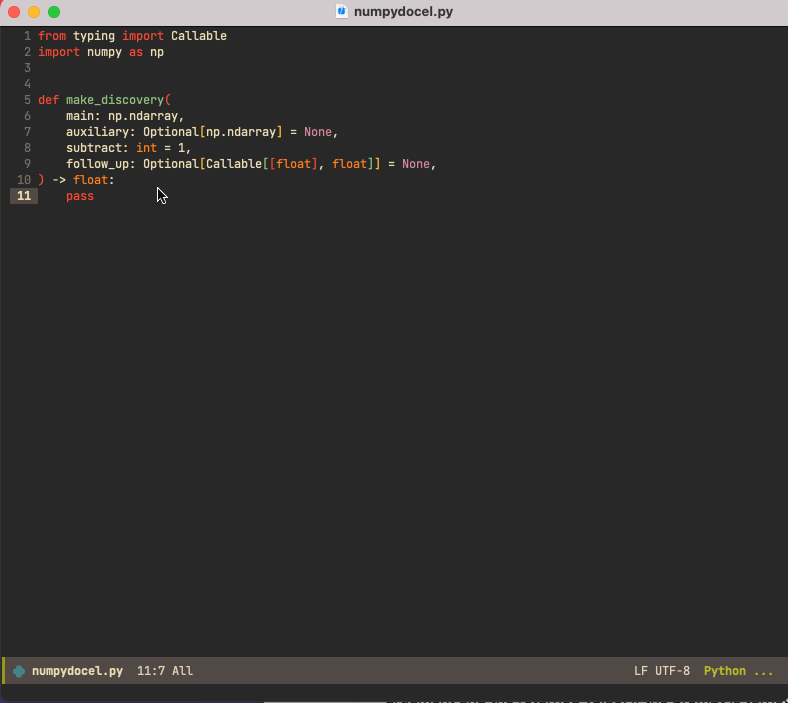 numpydocel.py
1 from typing import Callable
2 import numpy as np
3
4
5 def make_discovery(
6     main: np.ndarray,
7     auxiliary: Optional[np.ndarray] = None,
8     subtract: int = 1,
9     follow_up: Optional[Callable[[float], float]] = None,
10 ) -> float:
11     pass
numpydocel.py 11:7 All LF UTF-8 Python ...